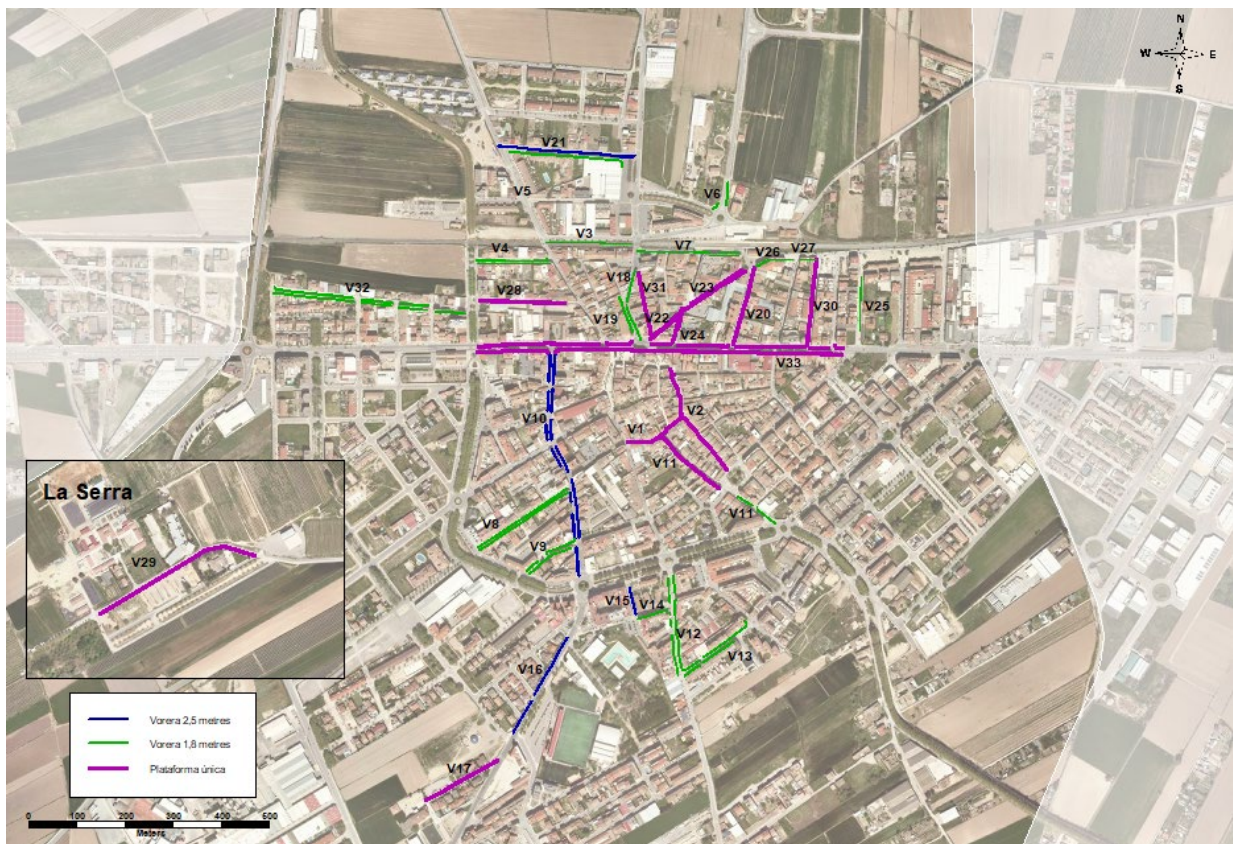 N
W E
S
V21
V5
V6
V3
V7
V4
V26
V27
V18
V31
V23
V32
V28
V30
V25
V19
V22
V20
V24
V33
V10
V2
V1
V11
La Serra
V8
V11
V9
V29
V15
V14
V12
V13
V16
Vorera 2,5 metres
Vorera 1,8 metres
Plataforma única
V17
0 100 200 300 400 500
Meters